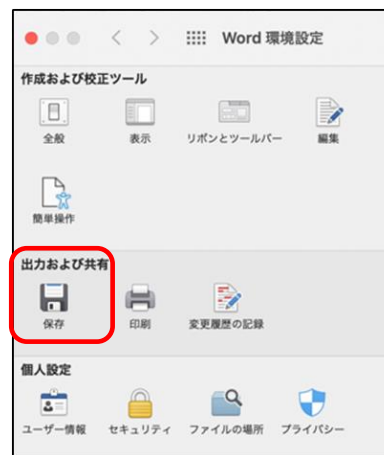 Word 環境設定
作成および校正ツール
全般 表示 リボンとツールバー 編集
簡単操作
出力および共有
保存 印刷 変更履歴の記録
個人設定
ユーザー情報 セキュリティ ファイルの場所 プライバシー